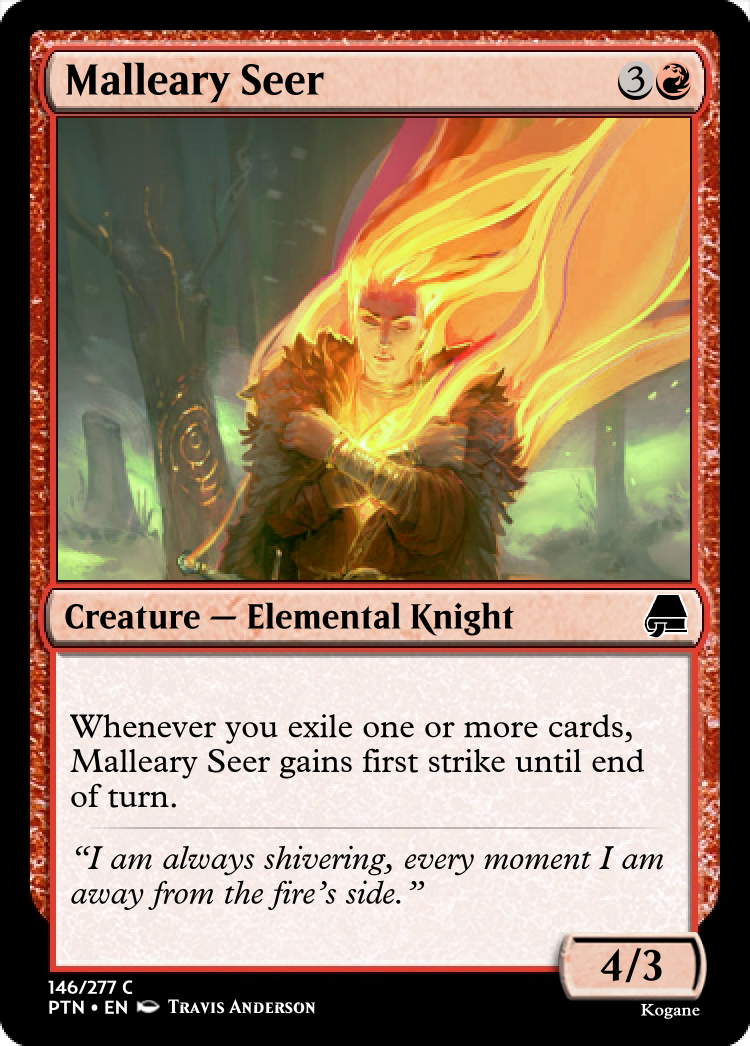 Malleary Seer 3
Creature — Elemental Knight
Whenever you exile one or more cards,
Malleary Seer gains first strike until end
of turn.
“I am always shivering, every moment I am
away from the fire’s side.”
4/3
146/277 C
PTN • EN Travis Anderson
Kogane